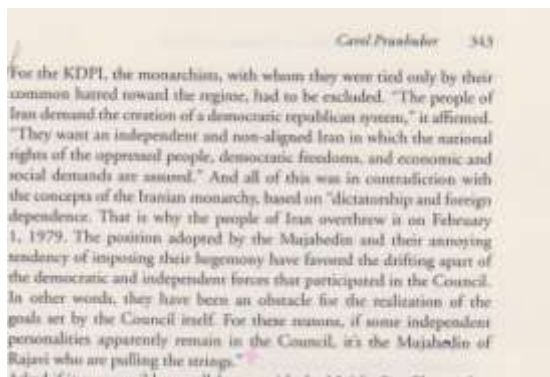 Carol Prunhuber 343
For the KDPI, the monarchists, with whom they were tied only by their
common hatred toward the regime, had to be excluded. "The people of
Iran demand the creation of a democratic republican system," it affirmed.
"They want an independent and non-aligned Iran in which the national
rights of the oppressed people, democratic freedoms, and economic and
social demands are assured." And all of this was in contradiction with
the concepts of the Iranian monarchy, based on "dictatorship and foreign
dependence. That is why the people of Iran overthrew it on February
1, 1979. The position adopted by the Mujahedin and their annoying
tendency of imposing their hegemony have favored the drifting apart of
the democratic and independent forces that participated in the Council.
In other words, they have been an obstacle for the realization of the
goals set by the Council itself. For these reasons, if some independent
personalities apparently remain in the Council, it's the Mujahedin of
Rajavi who are pulling the strings."